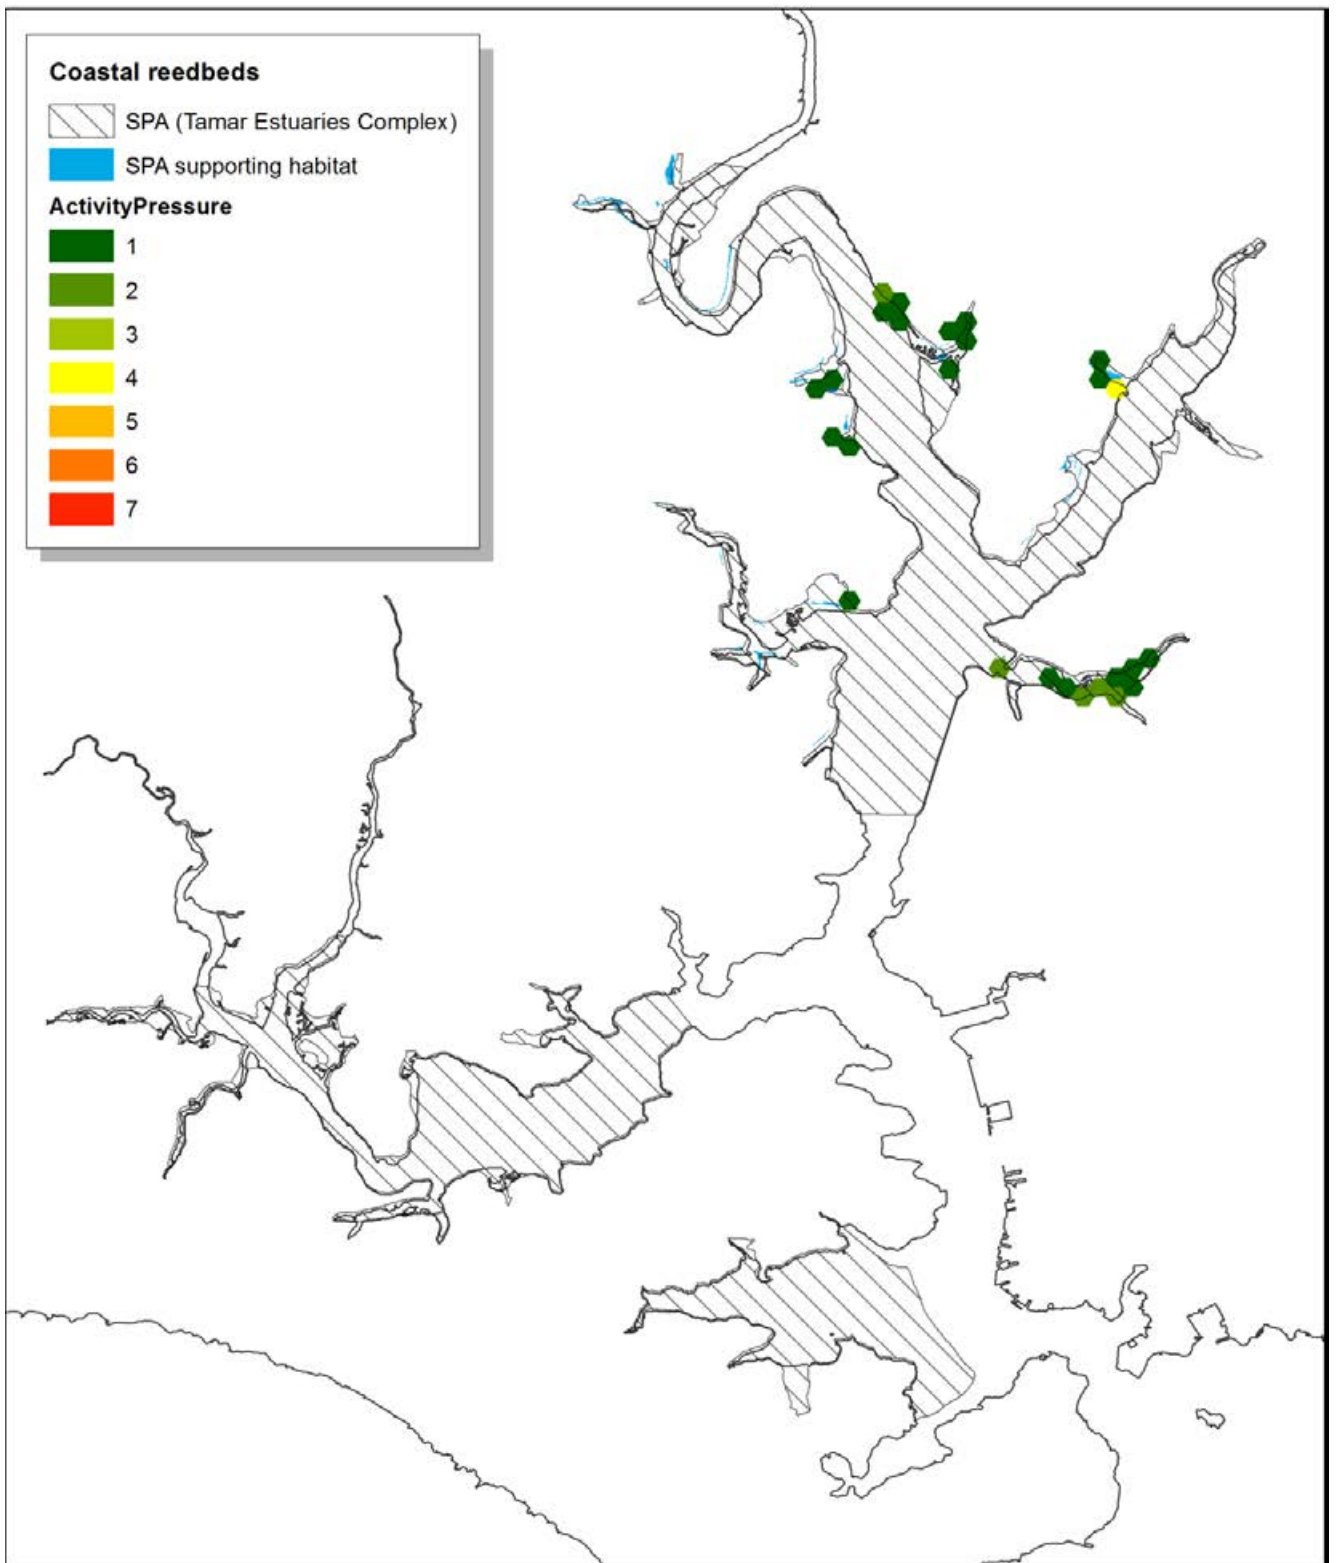 Coastal reedbeds
SPA (Tamar Estuaries Complex)
SPA supporting habitat
ActivityPressure
1
2
3
4
5
6
7